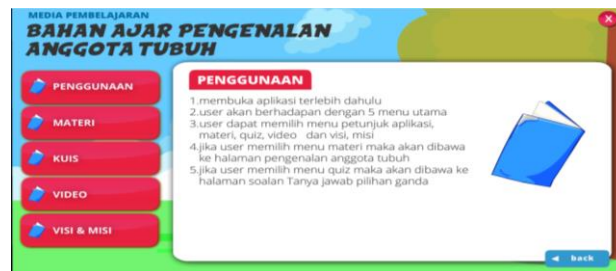 MEDIA PEMBELAJARAN
BAHAN AJAR PENGENALAN
ANGGOTA TUBUH
PENGGUNAAN
MATERI
KUIS
VIDEO
VISI & MISI
PENGGUNAAN
1.membuka aplikasi terlebih dahulu
2.user akan berhadapan dengan 5 menu utama
3.user dapat memilih menu petunjuk aplikasi,
materi, quiz, video dan visi, misi
4.jika user memilih menu materi maka akan dibawa
ke halaman pengenalan anggota tubuh
5.jika user memilih menu quiz maka akan dibawa ke
halaman soalan Tanya jawab pilihan ganda
back
X